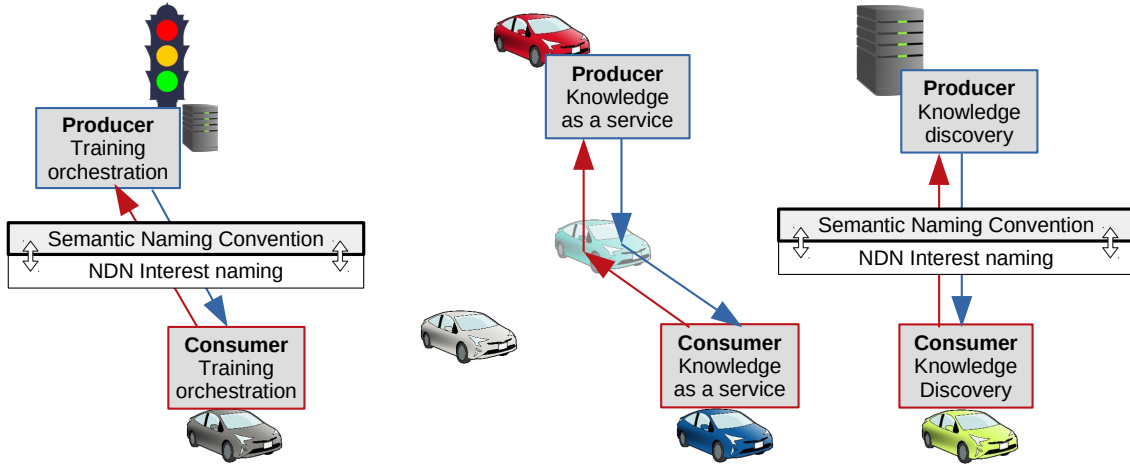 Producer
Training
orchestration
Semantic Naming Convention
NDN Interest naming
Consumer
Training
orchestration
Producer
Knowledge
as a service
Consumer
Knowledge
as a service
Producer
Knowledge
discovery
Semantic Naming Convention
NDN Interest naming
Consumer
Knowledge
Discovery